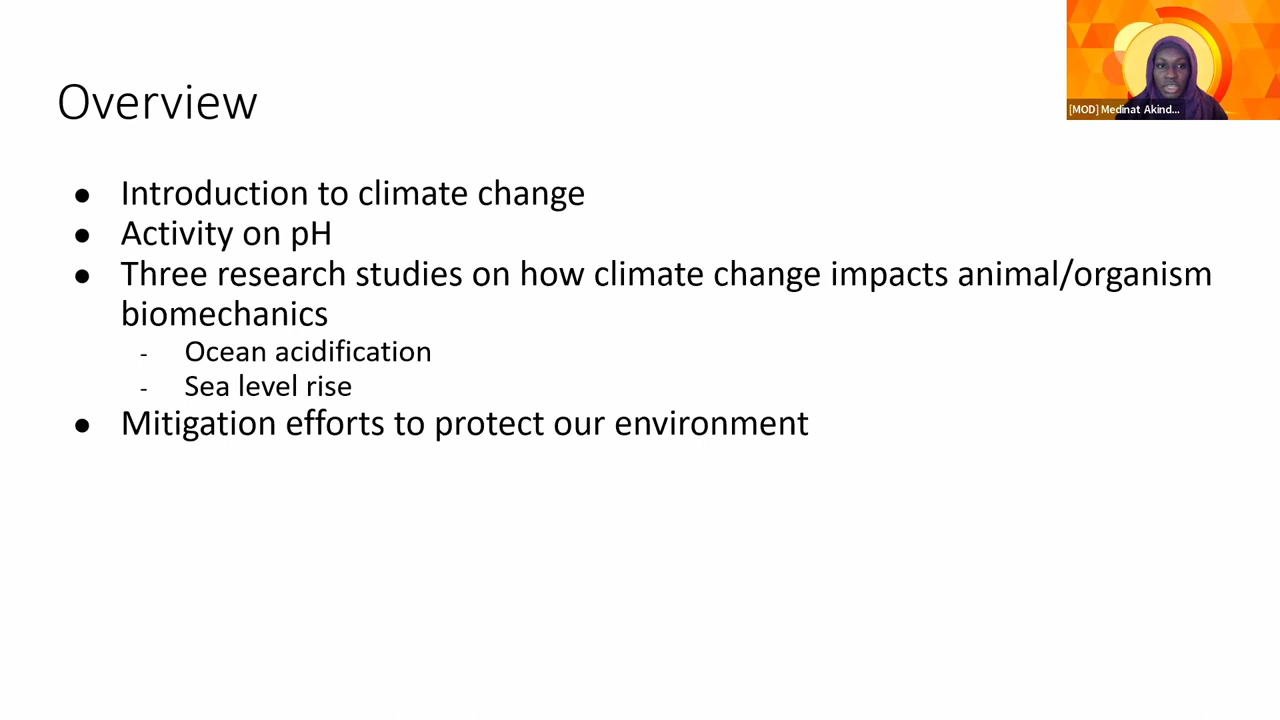 Overview
[MOD] Medinat Akind...
● Introduction to climate change
● Activity on pH
● Three research studies on how climate change impacts animal/organism
biomechanics
- Ocean acidification
- Sea level rise
● Mitigation efforts to protect our environment